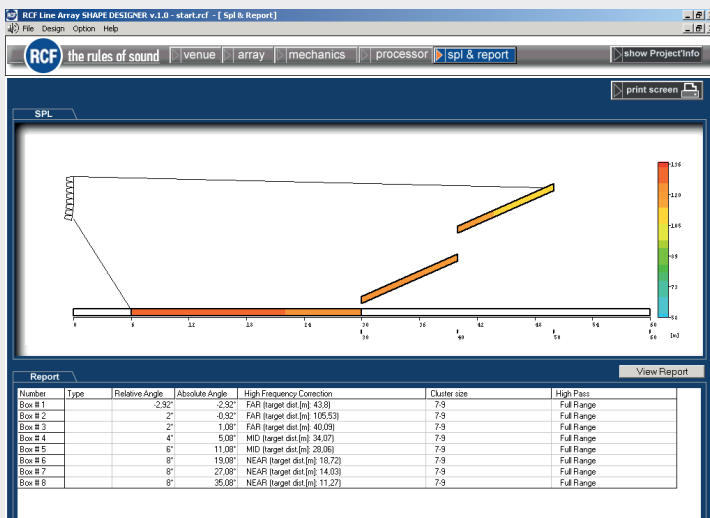 RCF Line Array SHAPE DESIGNER v.1.0 - start.rcf - [ Spl & Report]
File Design Option Help
RCF the rules of sound venue array mechanics processor spl & report show Project'Info
print screen
SPL
136
120
105
89
73
58
0 6 12 18 24 30 36 42 48 54 60
30 40 50 60 [m]
View Report
Report
Number Type Relative Angle Absolute Angle High Frequency Correction Cluster size High Pass
Box # 1 -2,92° -2,92° FAR (target dist.[m]: 43,8) 7-9 Full Range
Box # 2 2° -0,92° FAR (target dist.[m]: 105,53) 7-9 Full Range
Box # 3 2° 1,08° FAR (target dist.[m]: 40,09) 7-9 Full Range
Box # 4 4° 5,08° MID (target dist.[m]: 34,07) 7-9 Full Range
Box # 5 6° 11,08° MID (target dist.[m]: 28,06) 7-9 Full Range
Box # 6 8° 19,08° NEAR (target dist.[m]: 18,72) 7-9 Full Range
Box # 7 8° 27,08° NEAR (target dist.[m]: 14,03) 7-9 Full Range
Box # 8 8° 35,08° NEAR (target dist.[m]: 11,27) 7-9 Full Range